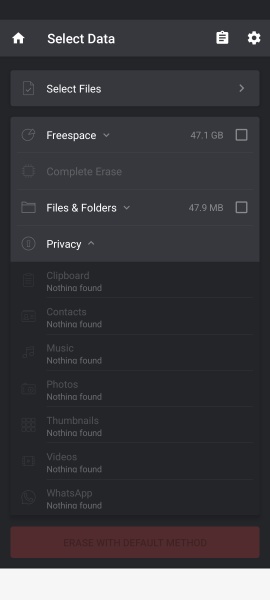 Select Data
Select Files
Freespace 47.1 GB
Complete Erase
Files & Folders 47.9 MB
Privacy
Clipboard
Nothing found
Contacts
Nothing found
Music
Nothing found
Photos
Nothing found
Thumbnails
Nothing found
Videos
Nothing found
WhatsApp
Nothing found
ERASE WITH DEFAULT METHOD